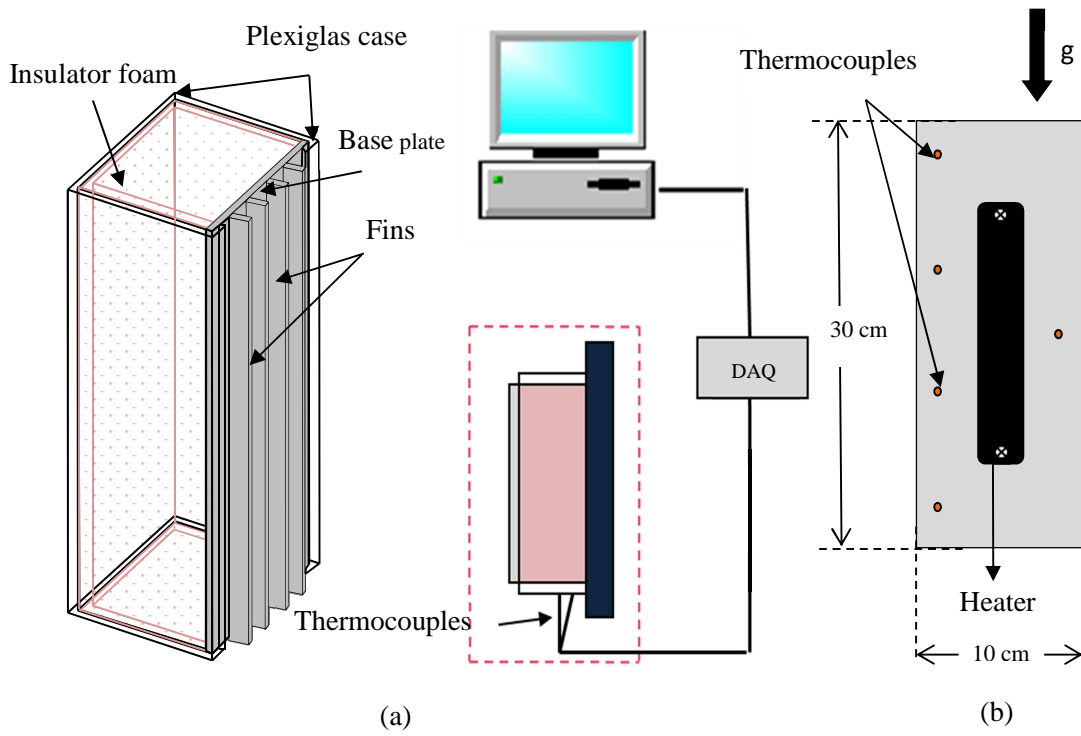 Plexiglas case
Insulator foam
Base plate
Fins
Thermocouples
DAQ
(a)
g
Thermocouples
30 cm
Heater
10 cm
(b)